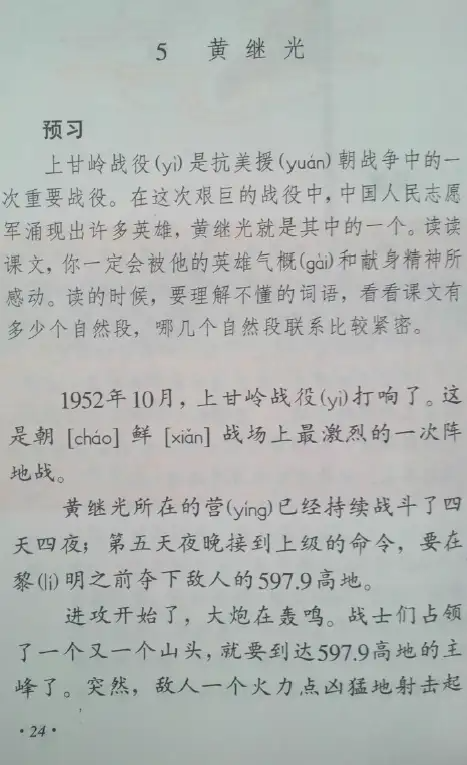 5 黄继光
预习
上甘岭战役(yì)是抗美援(yuán)朝战争中的一
次重要战役。在这次艰巨的战役中,中国人民志愿
军涌现出许多英雄,黄继光就是其中的一个。读读
课文,你一定会被他的英雄气概(gài)和献身精神所
感动。读的时候,要理解不懂的词语,看看课文有
多少个自然段,哪几个自然段联系比较紧密。
1952年10月,上甘岭战役(yì)打响了。这
是朝[cháo]鲜[xiǎn]战场上最激烈的一次阵
地战。
黄继光所在的营(yíng)已经持续战斗了四
天四夜;第五天夜晚接到上级的命令,要在
黎(lí)明之前夺下敌人的597.9高地。
进攻开始了,大炮在轰鸣。战士们占领
了一个又一个山头,就要到达597.9高地的主
峰了。突然,敌人一个火力点凶猛地射击起
·24·